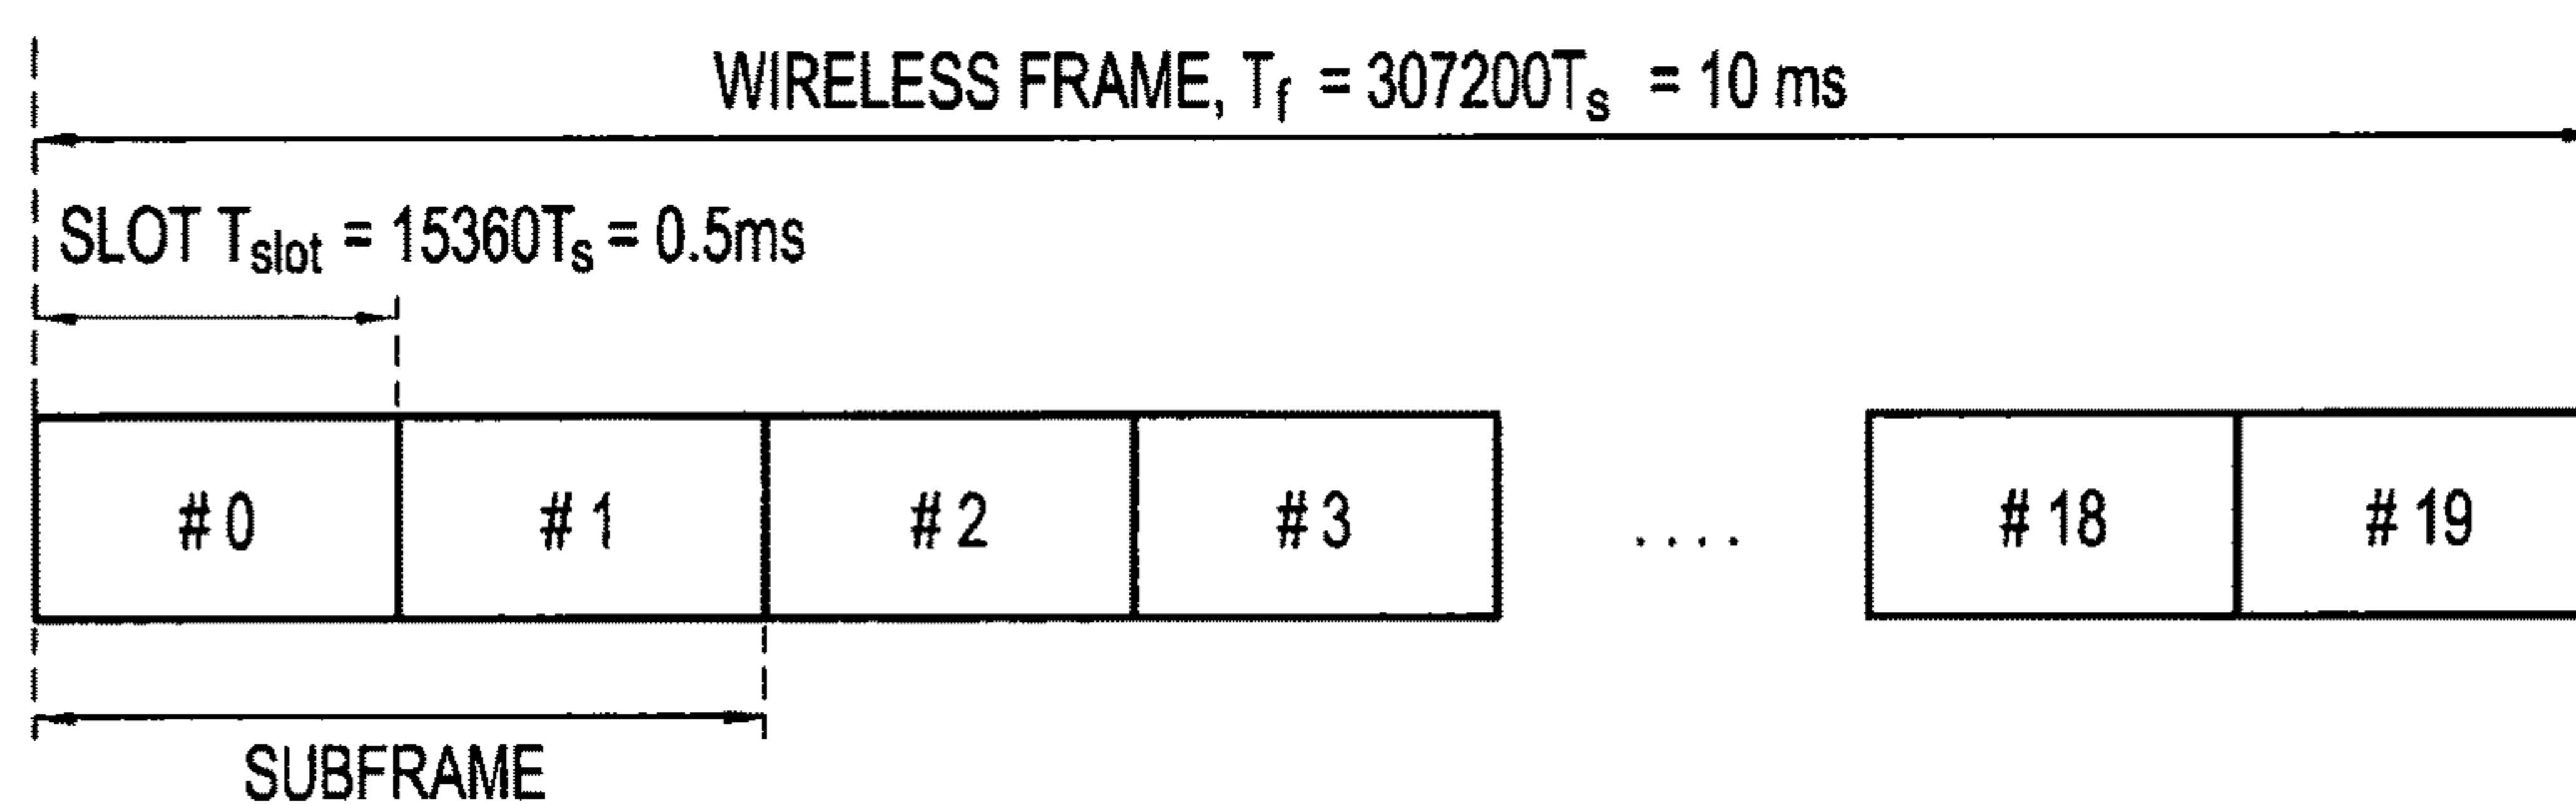 WIRELESS FRAME, Tf = 307200Ts = 10 ms
SLOT Tslot = 15360Ts = 0.5ms
# 0 # 1 # 2 # 3 .... # 18 # 19
SUBFRAME